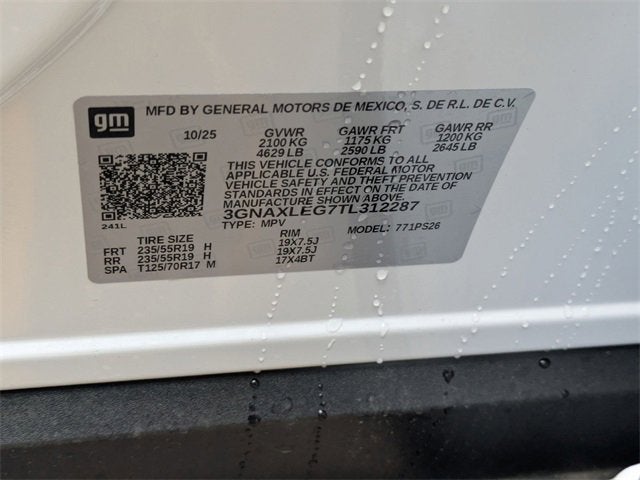 gm MFD BY GENERAL MOTORS DE MEXICO, S. DE R.L. DE C.V.
10/25 GVWR GAWR FRT GAWR RR
2100 KG 1175 KG 1200 KG
4629 LB 2590 LB 2645 LB
THIS VEHICLE CONFORMS TO ALL
APPLICABLE U.S. FEDERAL MOTOR
VEHICLE SAFETY AND THEFT PREVENTION
STANDARDS IN EFFECT ON THE DATE OF
MANUFACTURE SHOWN ABOVE.
3GNAXLEG7TL312287
241L TYPE: MPV MODEL: 771PS26
TIRE SIZE RIM
FRT 235/55R19 H 19X7.5J
RR 235/55R19 H 19X7.5J
SPA T125/70R17 M 17X4BT